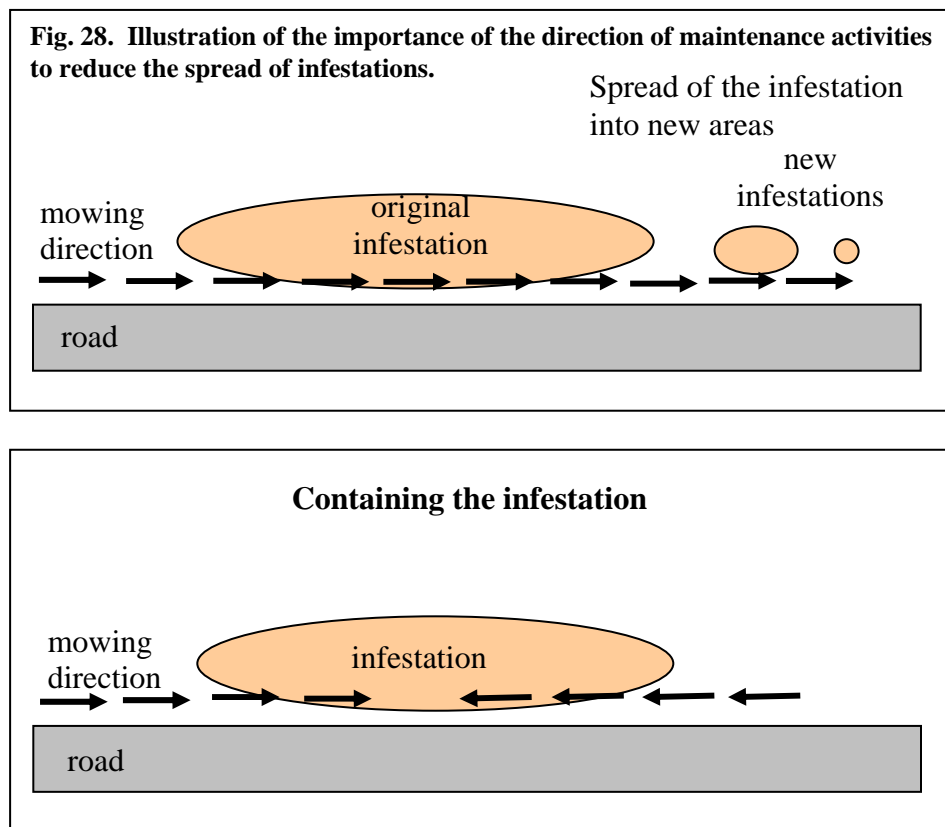 Fig. 28. Illustration of the importance of the direction of maintenance activities
to reduce the spread of infestations.
Spread of the infestation
into new areas
new
infestations
mowing
direction
original
infestation
road
Containing the infestation
mowing
direction
infestation
road